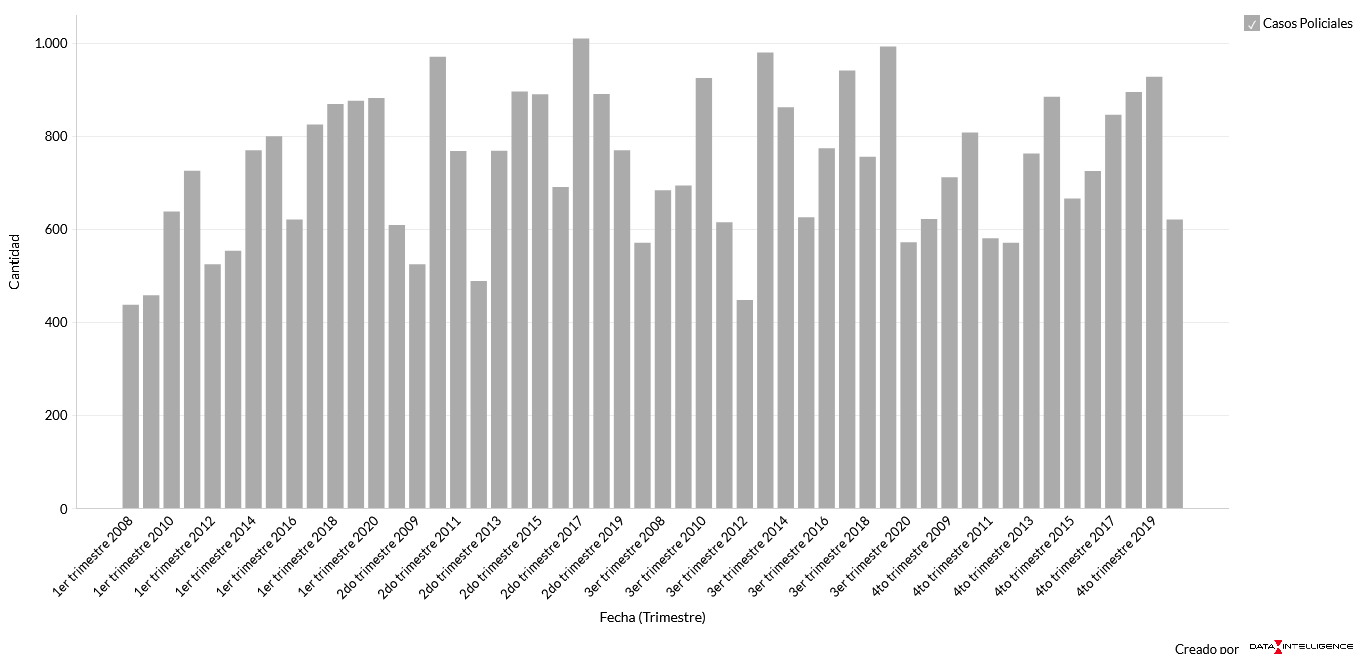 Casos Policiales
1.000
800
600
400
200
0
Cantidad
1er trimestre 2008
1er trimestre 2010
1er trimestre 2012
1er trimestre 2014
1er trimestre 2016
1er trimestre 2018
1er trimestre 2020
2do trimestre 2009
2do trimestre 2011
2do trimestre 2013
2do trimestre 2015
2do trimestre 2017
2do trimestre 2019
3er trimestre 2008
3er trimestre 2010
3er trimestre 2012
3er trimestre 2014
3er trimestre 2016
3er trimestre 2018
3er trimestre 2020
4to trimestre 2009
4to trimestre 2011
4to trimestre 2013
4to trimestre 2015
4to trimestre 2017
4to trimestre 2019
Fecha (Trimestre)
Creado por DATA INTELLIGENCE